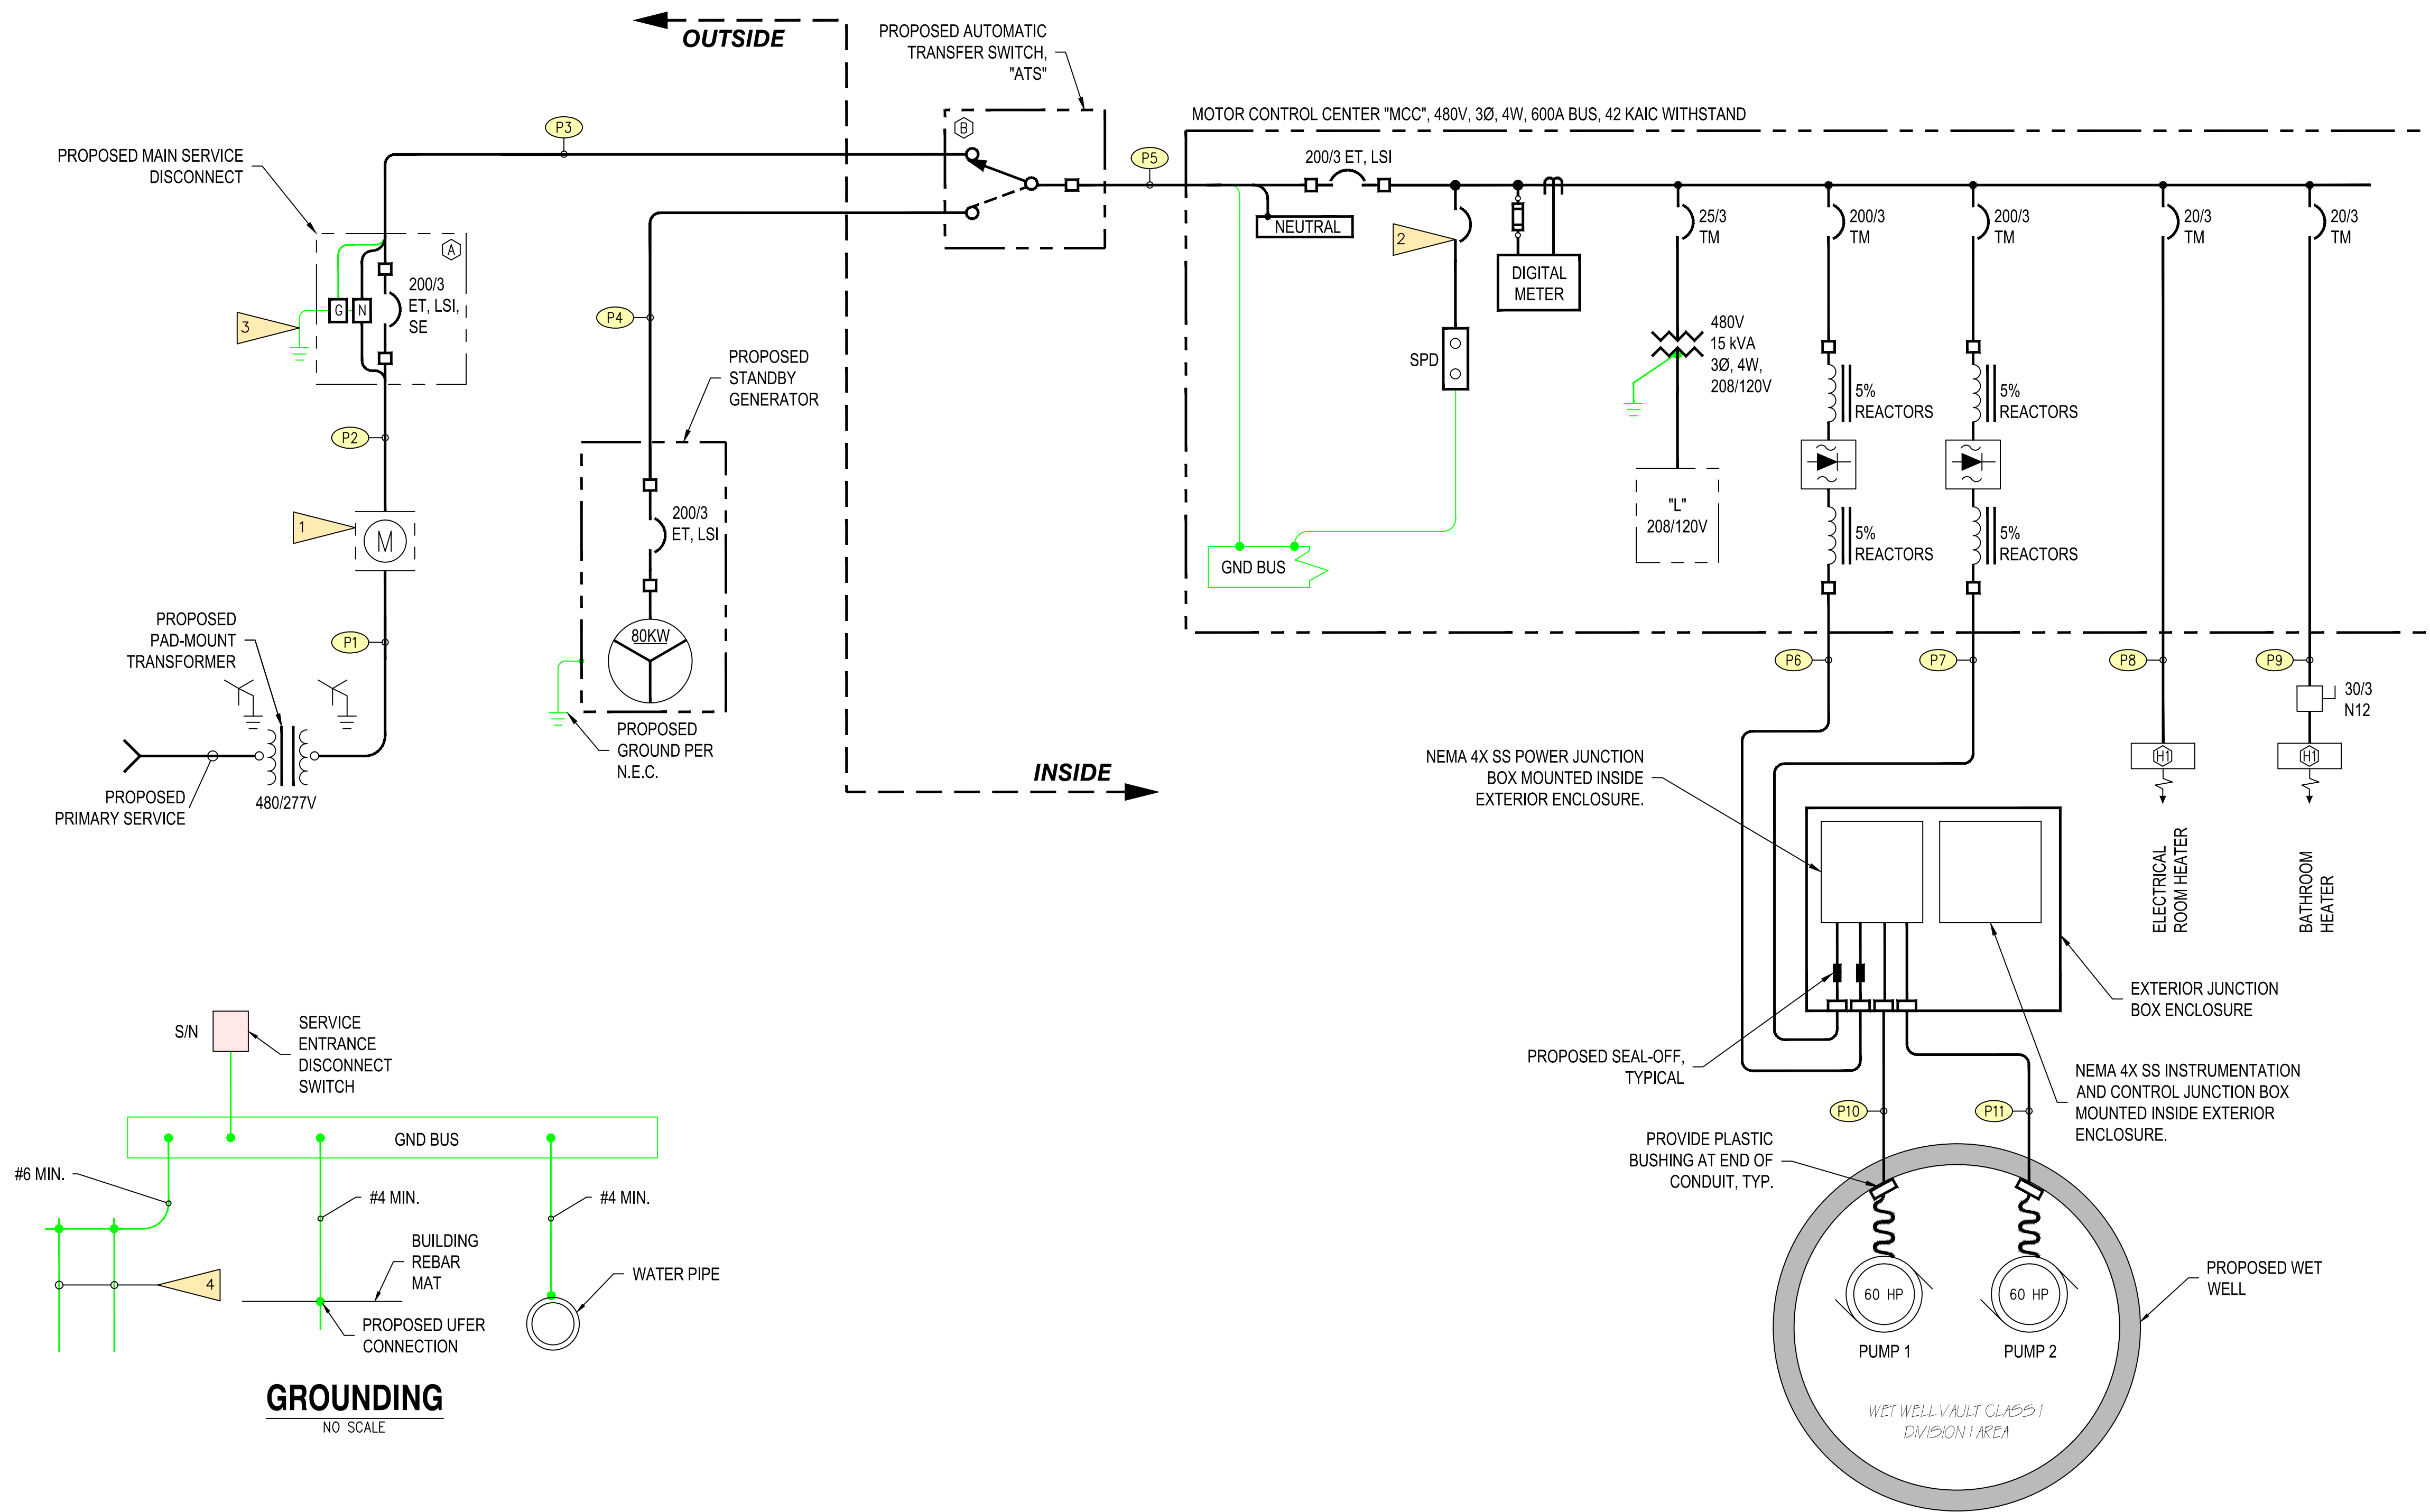 OUTSIDE
PROPOSED AUTOMATIC
TRANSFER SWITCH,
"ATS"
B
MOTOR CONTROL CENTER "MCC", 480V, 3Ø, 4W, 600A BUS, 42 KAIC WITHSTAND
P3
P5
200/3 ET, LSI
PROPOSED MAIN SERVICE
DISCONNECT
NEUTRAL
2
25/3
TM
200/3
TM
200/3
TM
20/3
TM
20/3
TM
A
200/3
ET, LSI,
SE
G
N
3
DIGITAL
METER
P4
SPD
480V
15 kVA
3Ø, 4W,
208/120V
PROPOSED
STANDBY
GENERATOR
5%
REACTORS
5%
REACTORS
P2
1
M
200/3
ET, LSI
"L"
208/120V
5%
REACTORS
5%
REACTORS
GND BUS
PROPOSED
PAD-MOUNT
TRANSFORMER
P1
80KW
P6
P7
P8
P9
30/3
N12
PROPOSED
GROUND PER
N.E.C.
INSIDE
PROPOSED
PRIMARY SERVICE
480/277V
NEMA 4X SS POWER JUNCTION
BOX MOUNTED INSIDE
EXTERIOR ENCLOSURE.
H1
H1
ELECTRICAL
ROOM HEATER
BATHROOM
HEATER
EXTERIOR JUNCTION
BOX ENCLOSURE
PROPOSED SEAL-OFF,
TYPICAL
NEMA 4X SS INSTRUMENTATION
AND CONTROL JUNCTION BOX
MOUNTED INSIDE EXTERIOR
ENCLOSURE.
P10
P11
PROVIDE PLASTIC
BUSHING AT END OF
CONDUIT, TYP.
60 HP
60 HP
PUMP 1
PUMP 2
PROPOSED WET
WELL
WET WELL VAULT CLASS 1
DIVISION 1 AREA
S/N
SERVICE
ENTRANCE
DISCONNECT
SWITCH
GND BUS
#6 MIN.
#4 MIN.
#4 MIN.
4
BUILDING
REBAR
MAT
WATER PIPE
PROPOSED UFER
CONNECTION
GROUNDING
NO SCALE